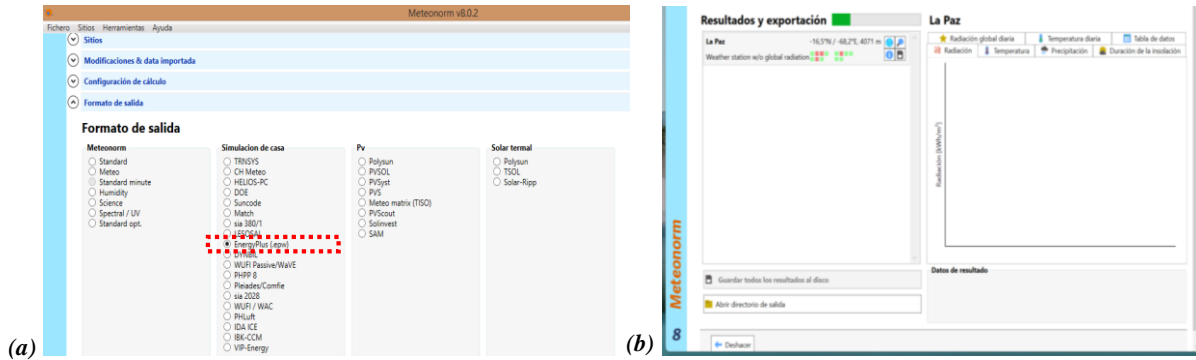 Meteonorm v8.0.2
Fichero Sitios Herramientas Ayuda
Sitios
Modificaciones & data importada
Configuración de cálculo
Formato de salida
Formato de salida
Meteonorm
Standard
Meteo
Standard minute
Humidity
Science
Spectral / UV
Standard opt.
Simulacion de casa
TRNSYS
CH Meteo
HELIOS-PC
DOE
Suncode
Match
sia 380/1
LESOSAI
EnergyPlus (.epw)
DYNBIL
WUFI Passive/WaVE
PHPP 8
Pleiades/Comfie
sia 2028
WUFI / WAC
PHLuft
IDA ICE
IBK-CCM
VIP-Energy
Pv
Polysun
PVSOL
PVSyst
PVS
Meteo matrix (TISO)
PVScout
Solinvest
SAM
Solar termal
Polysun
TSOL
Solar-Ripp
(a)
Resultados y exportación
La Paz -16,5°N / -68,2°E, 4071 m
Weather station w/o global radiation
Guardar todos los resultados al disco
Abrir directorio de salida
Deshacer
Meteonorm
8
La Paz
Radiación global diaria Temperatura diaria Tabla de datos
Radiación Temperatura Precipitación Duración de la insolación
Radiación [kWh/m²]
Datos de resultado
(b)